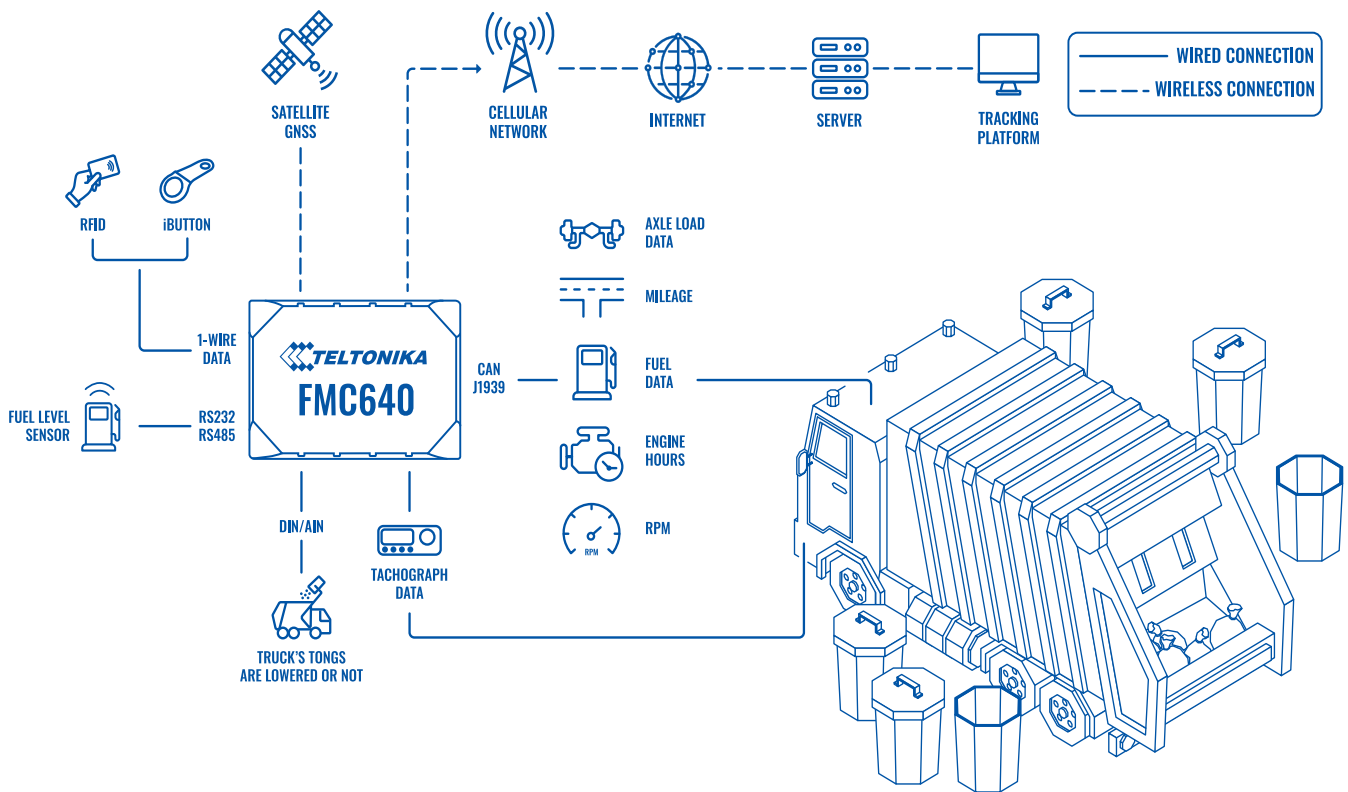 WIRED CONNECTION
WIRELESS CONNECTION
SATELLITE
GNSS
CELLULAR
NETWORK
INTERNET
SERVER
TRACKING
PLATFORM
RFID
iBUTTON
AXLE LOAD
DATA
MILEAGE
1-WIRE
DATA
TELTONIKA
FMC640
CAN
J1939
FUEL
DATA
FUEL LEVEL
SENSOR
RS232
RS485
ENGINE
HOURS
DIN/AIN
RPM
RPM
TACHOGRAPH
DATA
TRUCK'S TONGS
ARE LOWERED OR NOT